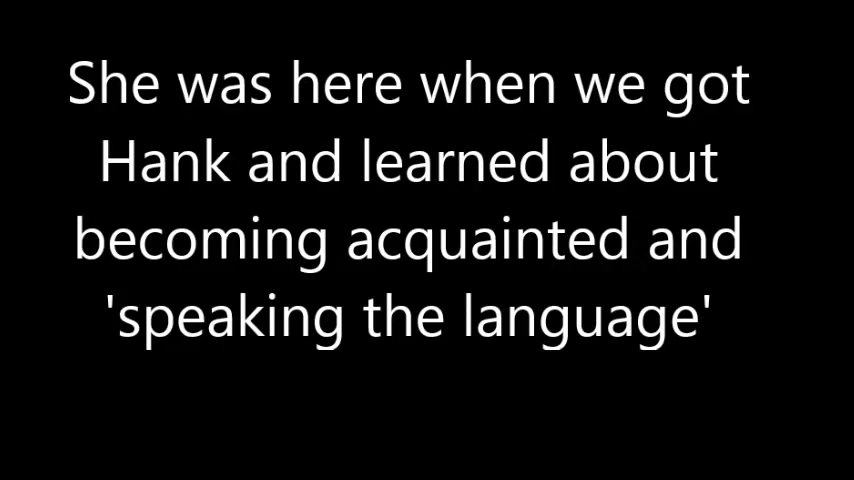 She was here when we got
Hank and learned about
becoming acquainted and
'speaking the language'